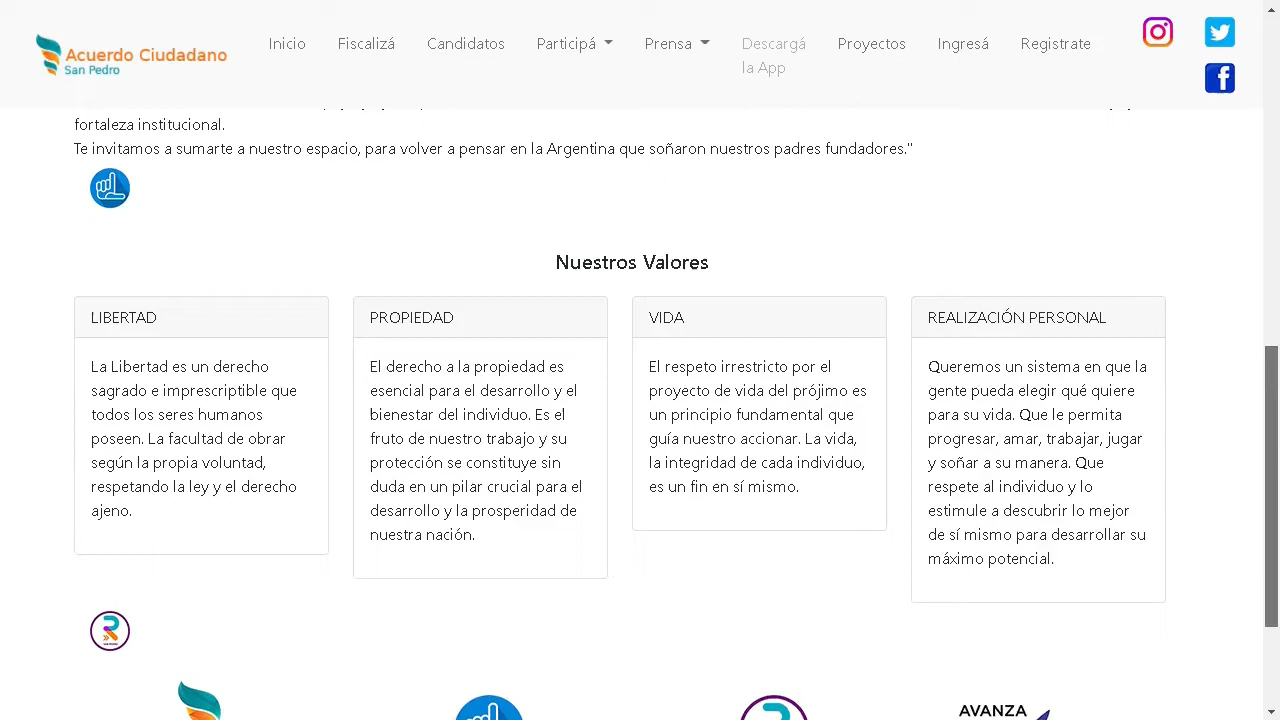 Acuerdo Ciudadano
San Pedro
Inicio
Fiscalizá
Candidatos
Participá
Prensa
Descargá
la App
Proyectos
Ingresá
Registrate
fortaleza institucional.
Te invitamos a sumarte a nuestro espacio, para volver a pensar en la Argentina que soñaron nuestros padres fundadores."
Nuestros Valores
LIBERTAD
La Libertad es un derecho
sagrado e imprescriptible que
todos los seres humanos
poseen. La facultad de obrar
según la propia voluntad,
respetando la ley y el derecho
ajeno.
PROPIEDAD
El derecho a la propiedad es
esencial para el desarrollo y el
bienestar del individuo. Es el
fruto de nuestro trabajo y su
protección se constituye sin
duda en un pilar crucial para el
desarrollo y la prosperidad de
nuestra nación.
VIDA
El respeto irrestricto por el
proyecto de vida del prójimo es
un principio fundamental que
guía nuestro accionar. La vida,
la integridad de cada individuo,
es un fin en sí mismo.
REALIZACIÓN PERSONAL
Queremos un sistema en que la
gente pueda elegir qué quiere
para su vida. Que le permita
progresar, amar, trabajar, jugar
y soñar a su manera. Que
respete al individuo y lo
estimule a descubrir lo mejor
de sí mismo para desarrollar su
máximo potencial.
AVANZA